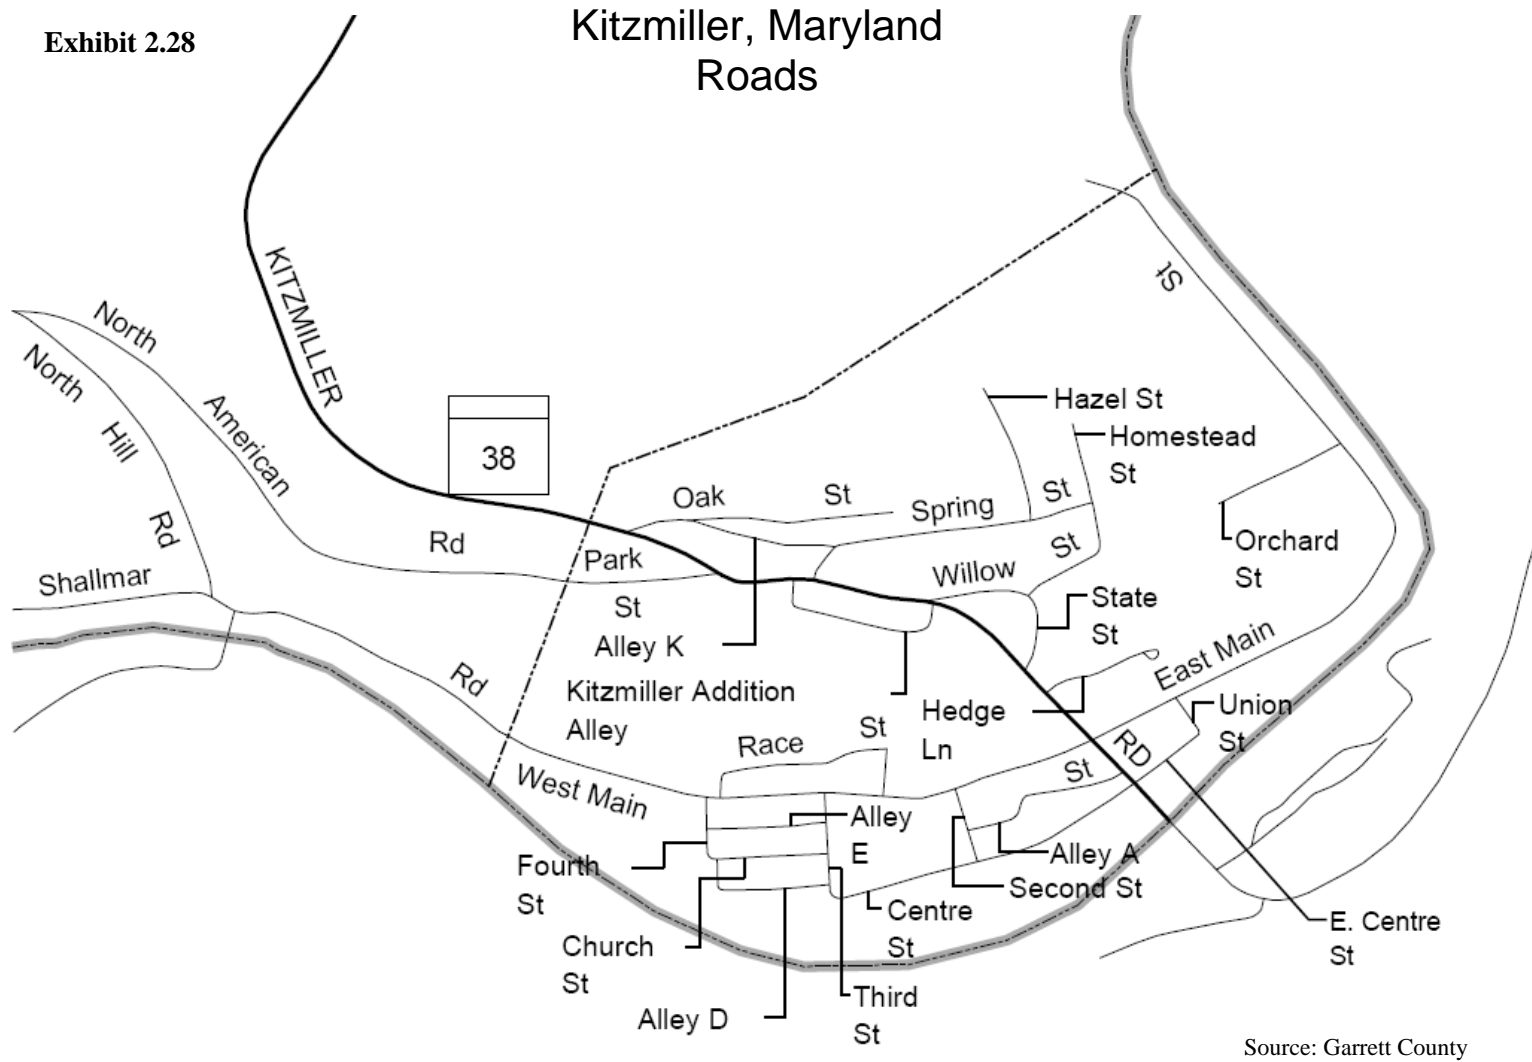 Exhibit 2.28
Kitzmiller, Maryland
Roads
St
KITZMILLER
North
North
American
Hill
Rd
38
Hazel St
Homestead
St
Oak St
Spring St
Orchard
St
Rd
Park
St
Willow St
Shallmar
Rd
State
St
Alley K
Kitzmiller Addition
Alley
Hedge
Ln
East Main
St
Union
St
RD
Race St
West Main
Alley
E
Fourth
St
Alley A
Second St
Centre
St
E. Centre
St
Church
St
Third
St
Alley D
Source: Garrett County